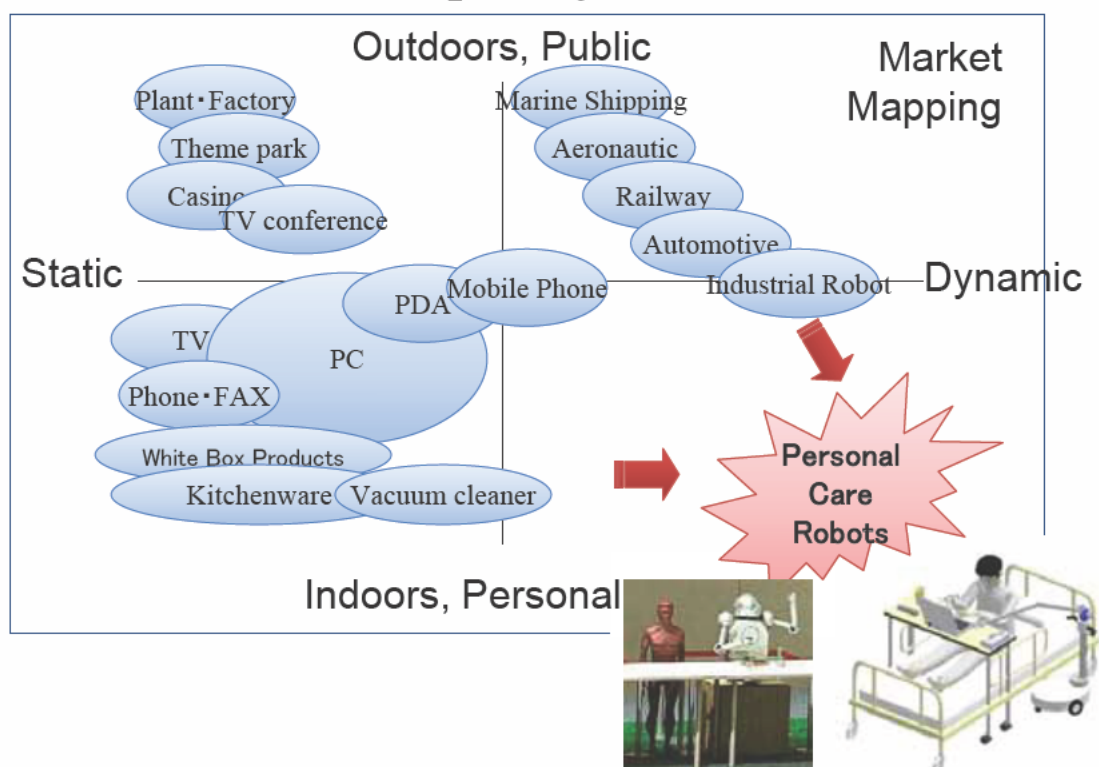 Outdoors, Public
Market
Mapping
Plant・Factory
Marine Shipping
Theme park
Aeronautic
Casino
Railway
TV conference
Automotive
Static
Mobile Phone
Industrial Robot
Dynamic
PDA
TV
PC
Phone・FAX
White Box Products
Personal
Care
Robots
Kitchenware
Vacuum cleaner
Indoors, Personal